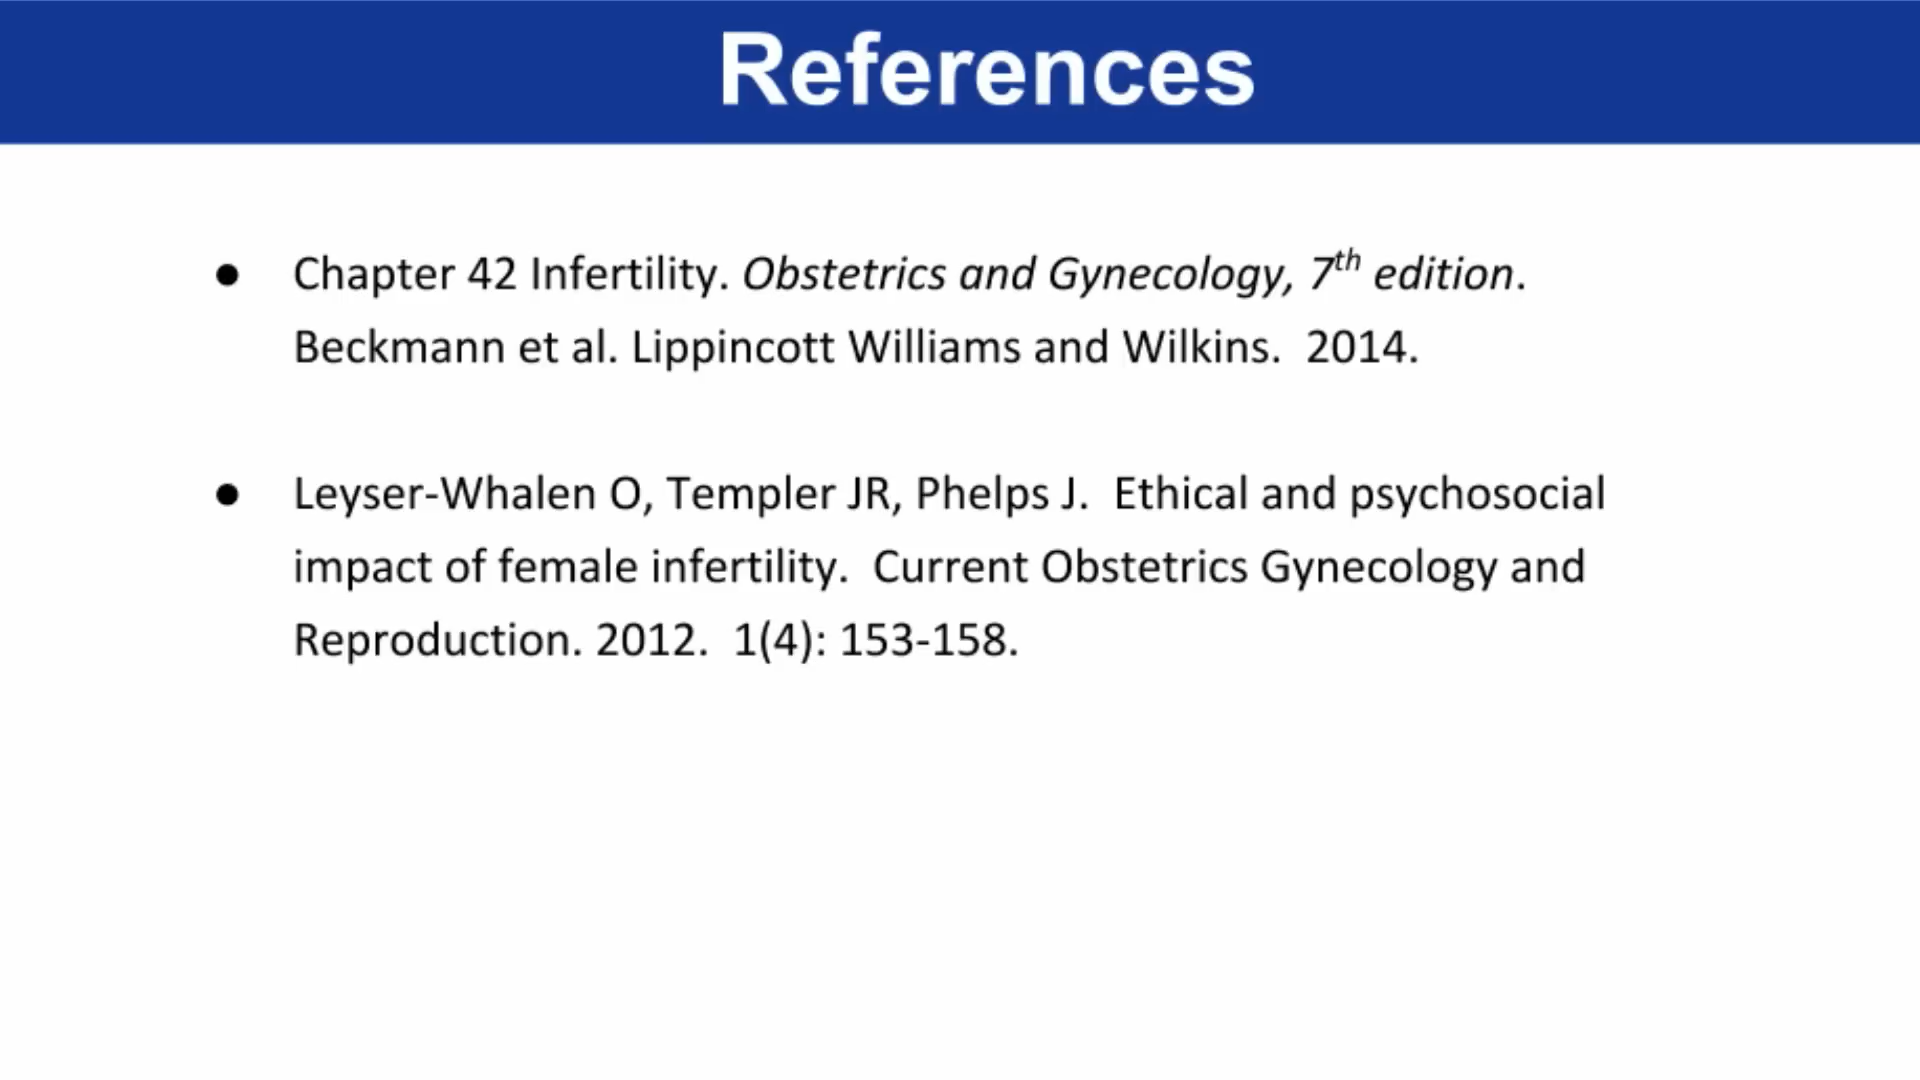 References
● Chapter 42 Infertility. Obstetrics and Gynecology, 7th edition.
Beckmann et al. Lippincott Williams and Wilkins.  2014.
● Leyser-Whalen O, Templer JR, Phelps J.  Ethical and psychosocial
impact of female infertility.  Current Obstetrics Gynecology and
Reproduction. 2012.  1(4): 153-158.